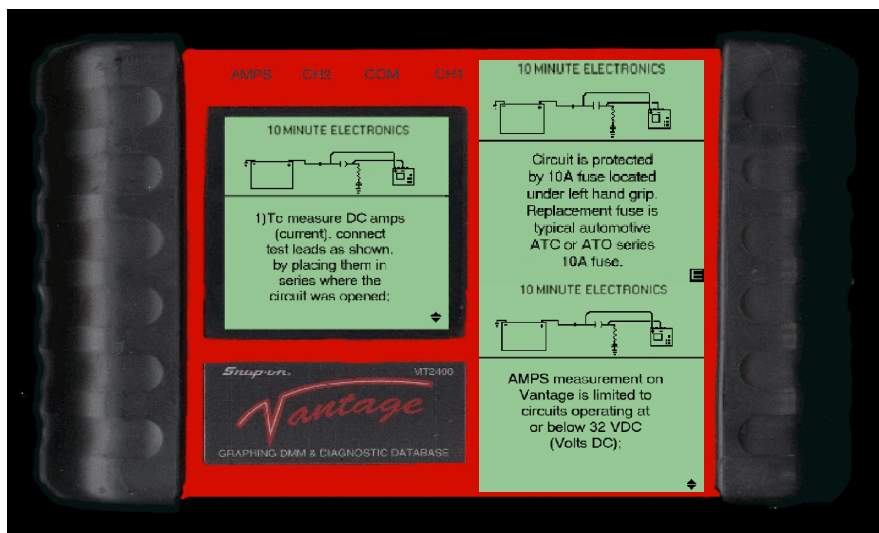 AMPS CH2 COM CH1
10 MINUTE ELECTRONICS
1)To measure DC amps
(current), connect
test leads as shown,
by placing them in
series where the
circuit was opened;
Snap-on®
MT2400
Vantage
GRAPHING DMM & DIAGNOSTIC DATABASE
10 MINUTE ELECTRONICS
Circuit is protected
by 10A fuse located
under left hand grip.
Replacement fuse is
typical automotive
ATC or ATO series
10A fuse.
10 MINUTE ELECTRONICS
AMPS measurement on
Vantage is limited to
circuits operating at
or below 32 VDC
(Volts DC);